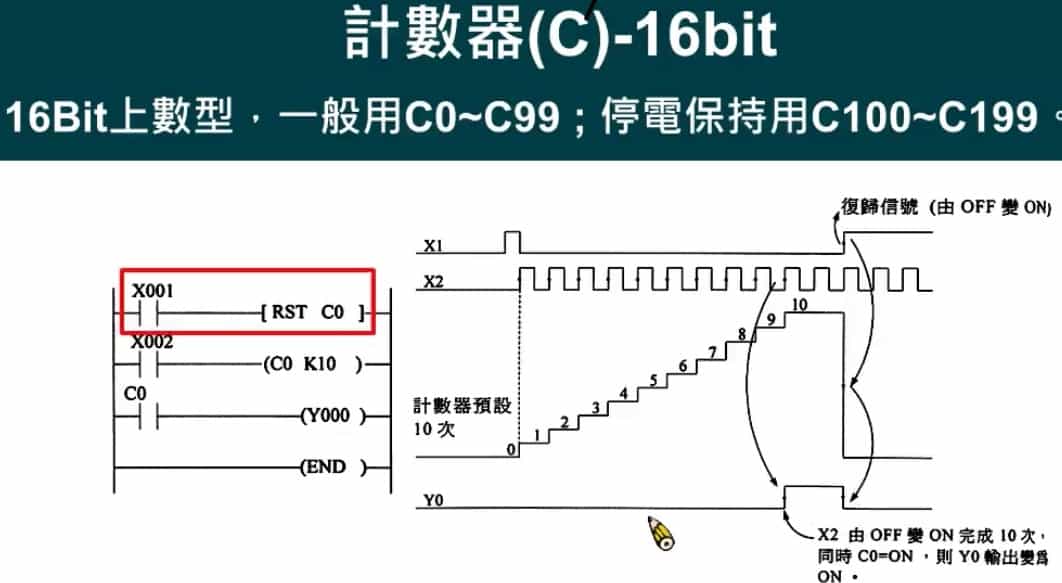 計數器(C)-16bit
16Bit上數型，一般用C0~C99；停電保持用C100~C199。
X001
[ RST C0 ]
X002
(C0 K10 )
C0
(Y000 )
(END )
復歸信號 (由 OFF 變 ON)
X1
X2
計數器預設
10 次
0 1 2 3 4 5 6 7 8 9 10
Y0
X2 由 OFF 變 ON 完成 10 次，
同時 C0=ON ，則 Y0 輸出變爲
ON 。